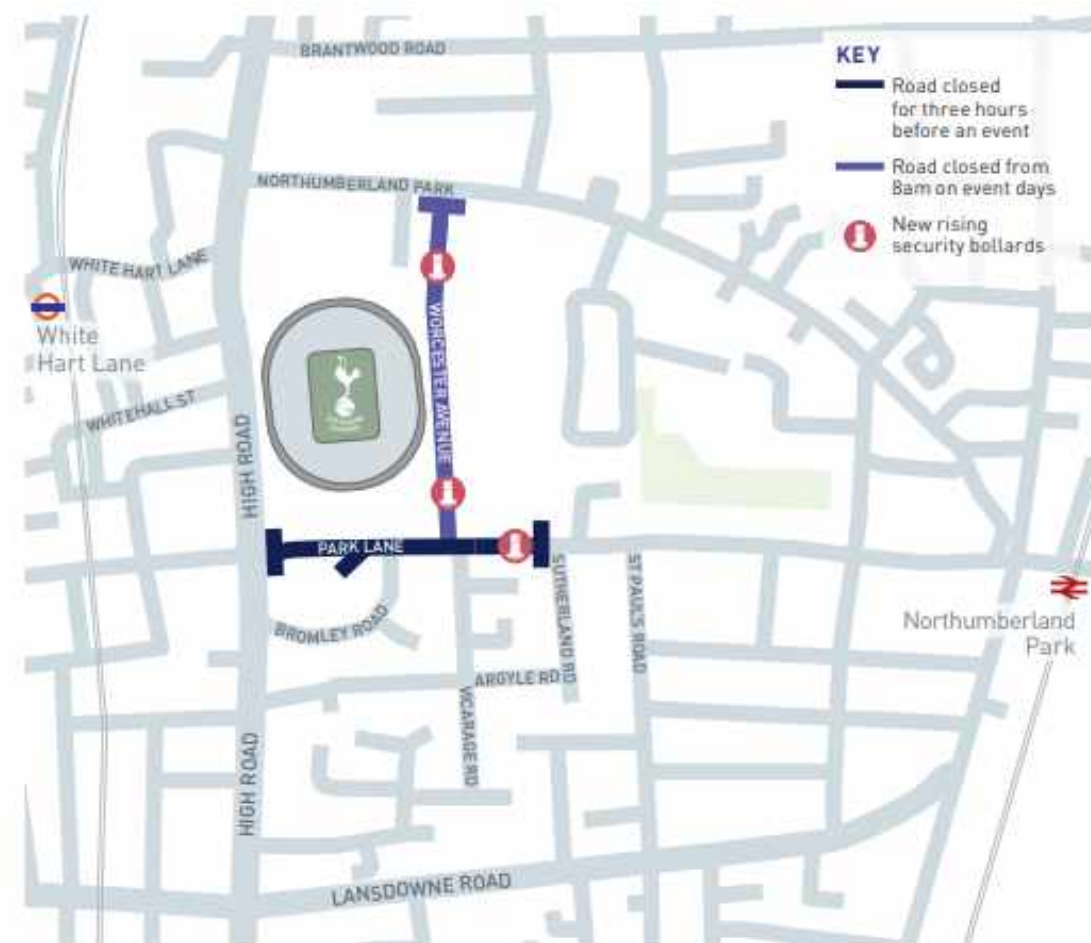 BRANTWOOD ROAD
KEY
Road closed
for three hours
before an event
Road closed from
8am on event days
New rising
security bollards
NORTHUMBERLAND PARK
WHITE HART LANE
White
Hart Lane
WORCESTER AVENUE
WHITEHALL ST
HIGH ROAD
PARK LANE
SUTHERLAND RD
ST PAUL'S ROAD
Northumberland
Park
BROMLEY ROAD
ARGYLE RD
VICARAGE RD
HIGH ROAD
LANSDOWNE ROAD